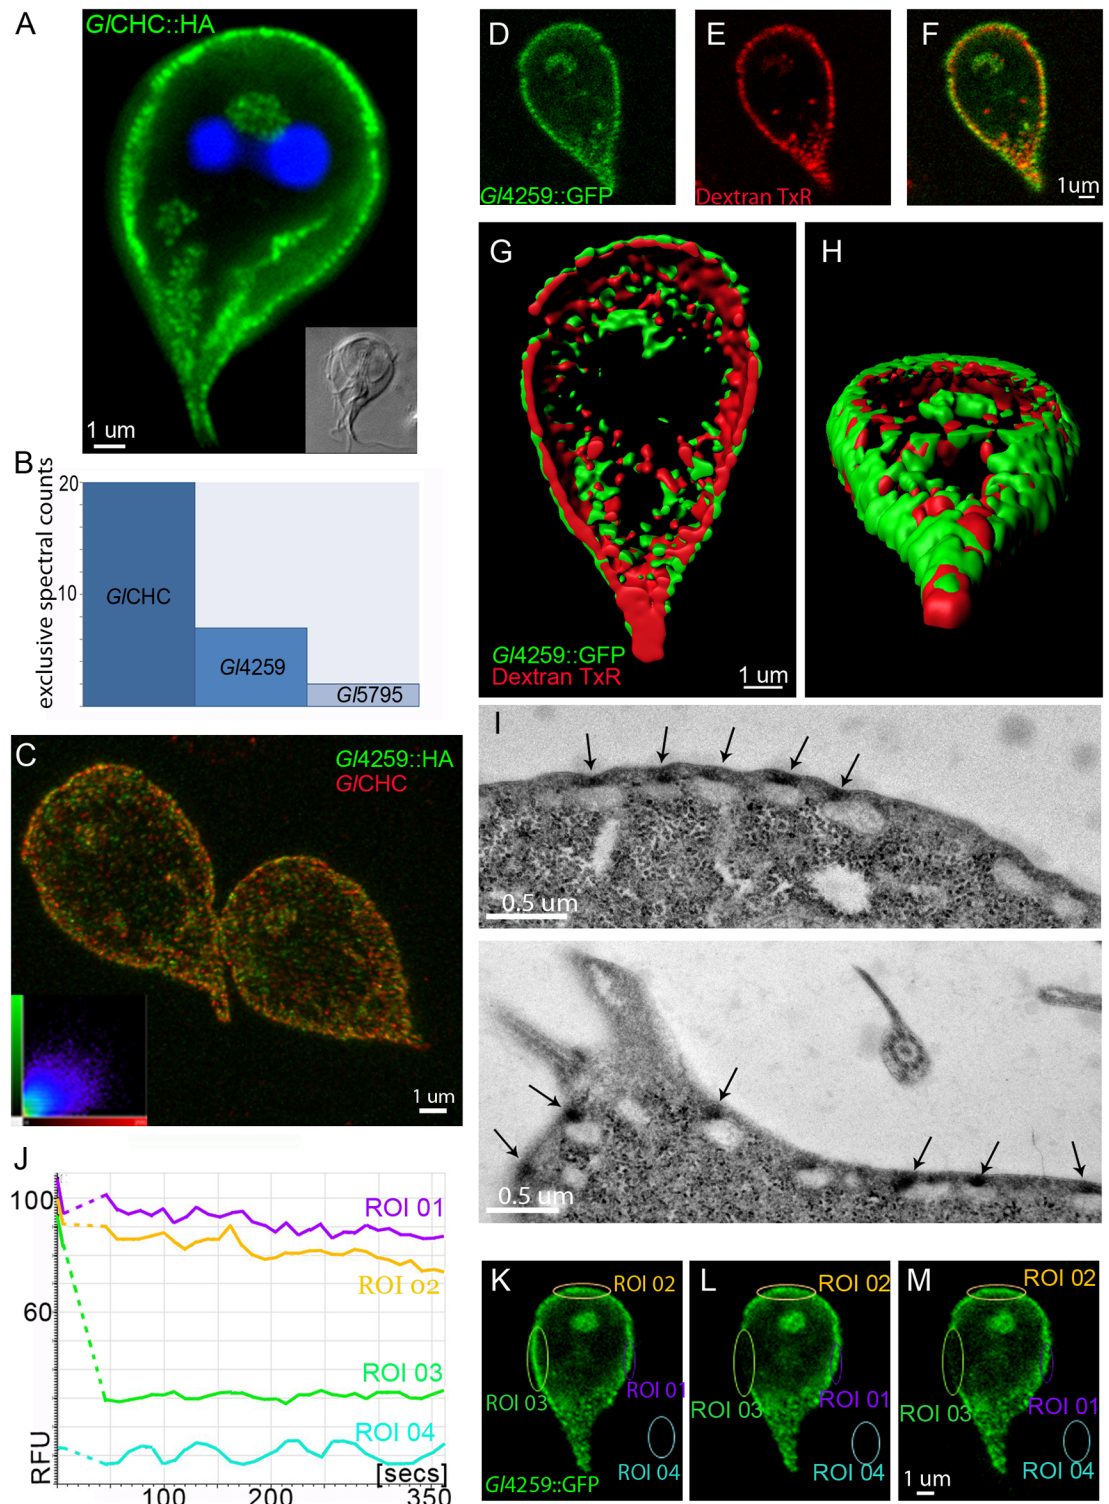 A
GlCHC::HA
1 um
B
exclusive spectral counts
20
10
GlCHC
Gl4259
Gl5795
C
Gl4259::HA
GlCHC
1 um
D
Gl4259::GFP
E
Dextran TxR
F
1um
G
Gl4259::GFP
Dextran TxR
1 um
H
I
0.5 um
0.5 um
J
100
60
RFU
ROI 01
ROI 02
ROI 03
ROI 04
[secs]
100
200
350
K
ROI 02
ROI 03
ROI 01
ROI 04
Gl4259::GFP
L
ROI 02
ROI 03
ROI 01
ROI 04
M
ROI 02
ROI 03
ROI 01
ROI 04
1 um